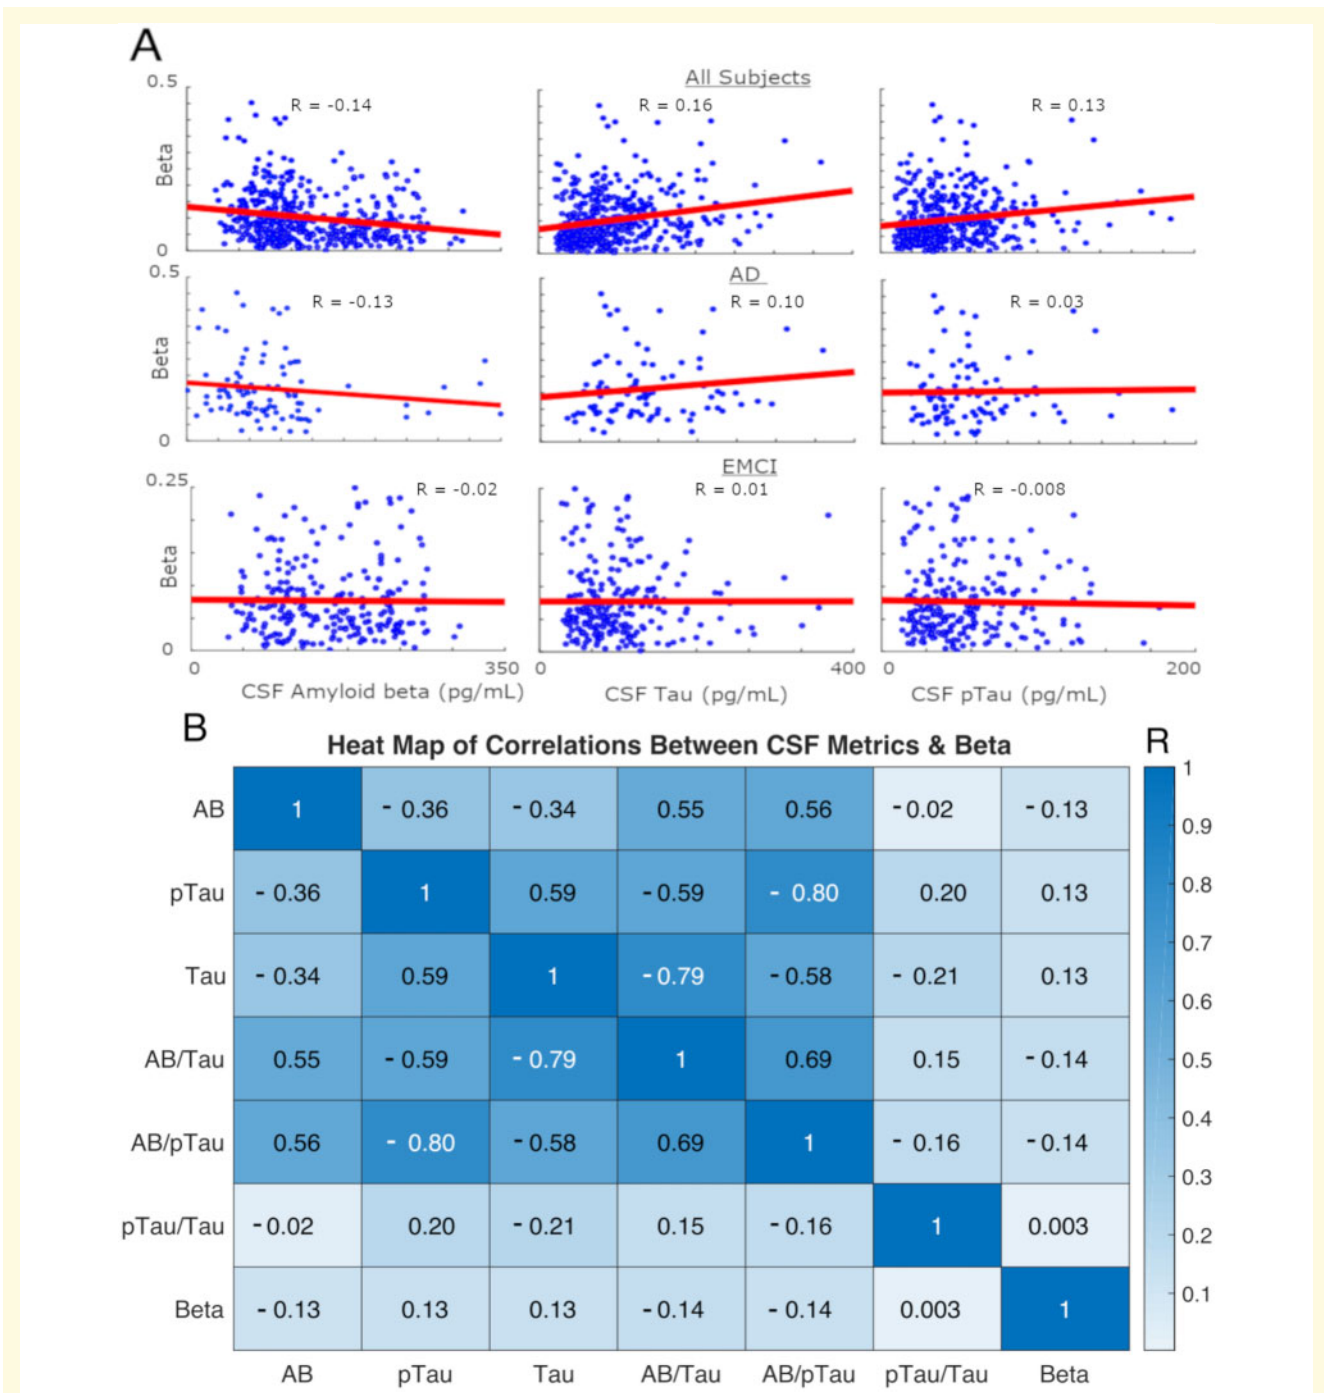 A
All Subjects
0.5
R = -0.14
R = 0.16
R = 0.13
Beta
0
AD
0.5
R = -0.13
R = 0.10
R = 0.03
Beta
0
EMCI
0.25
R = -0.02
R = 0.01
R = -0.008
Beta
0
0 350 0 400 0 200
CSF Amyloid beta (pg/mL) CSF Tau (pg/mL) CSF pTau (pg/mL)
B
Heat Map of Correlations Between CSF Metrics & Beta
R
AB 1 - 0.36 - 0.34 0.55 0.56 - 0.02 - 0.13
pTau - 0.36 1 0.59 - 0.59 - 0.80 0.20 0.13
Tau - 0.34 0.59 1 - 0.79 - 0.58 - 0.21 0.13
AB/Tau 0.55 - 0.59 - 0.79 1 0.69 0.15 - 0.14
AB/pTau 0.56 - 0.80 - 0.58 0.69 1 - 0.16 - 0.14
pTau/Tau - 0.02 0.20 - 0.21 0.15 - 0.16 1 0.003
Beta - 0.13 0.13 0.13 - 0.14 - 0.14 0.003 1
AB pTau Tau AB/Tau AB/pTau pTau/Tau Beta
1
0.9
0.8
0.7
0.6
0.5
0.4
0.3
0.2
0.1